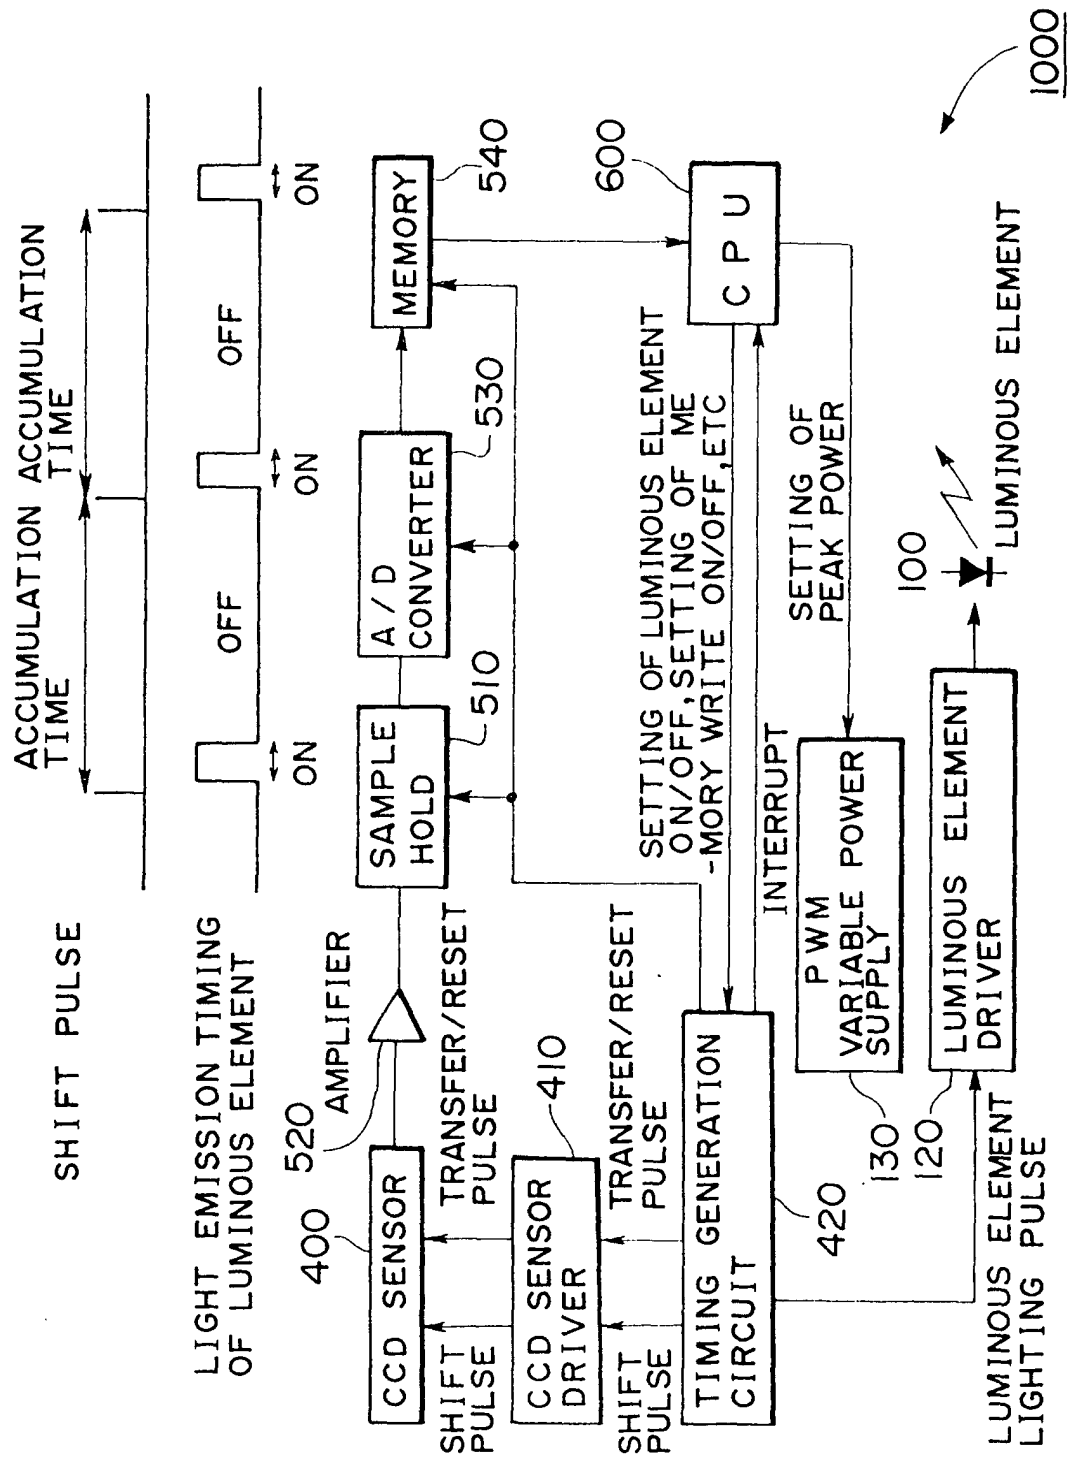 SHIFT PULSE
ACCUMULATION ACCUMULATION
TIME
TIME
LIGHT EMISSION TIMING
OF LUMINOUS ELEMENT
OFF
OFF
ON
ON
ON
400
520
AMPLIFIER
CCD SENSOR
SAMPLE
HOLD
510
A/D
CONVERTER
530
MEMORY
540
SHIFT
PULSE
TRANSFER/RESET
PULSE
CCD SENSOR
DRIVER
410
SHIFT
PULSE
TRANSFER/RESET
PULSE
SETTING OF LUMINOUS ELEMENT
ON/OFF, SETTING OF ME
-MORY WRITE ON/OFF, ETC
600
CPU
TIMING GENERATION
CIRCUIT
420
INTERRUPT
SETTING OF
PEAK POWER
PWM
VARIABLE POWER
SUPPLY
130
120
LUMINOUS ELEMENT
DRIVER
100
LUMINOUS ELEMENT
LUMINOUS ELEMENT
LIGHTING PULSE
1000